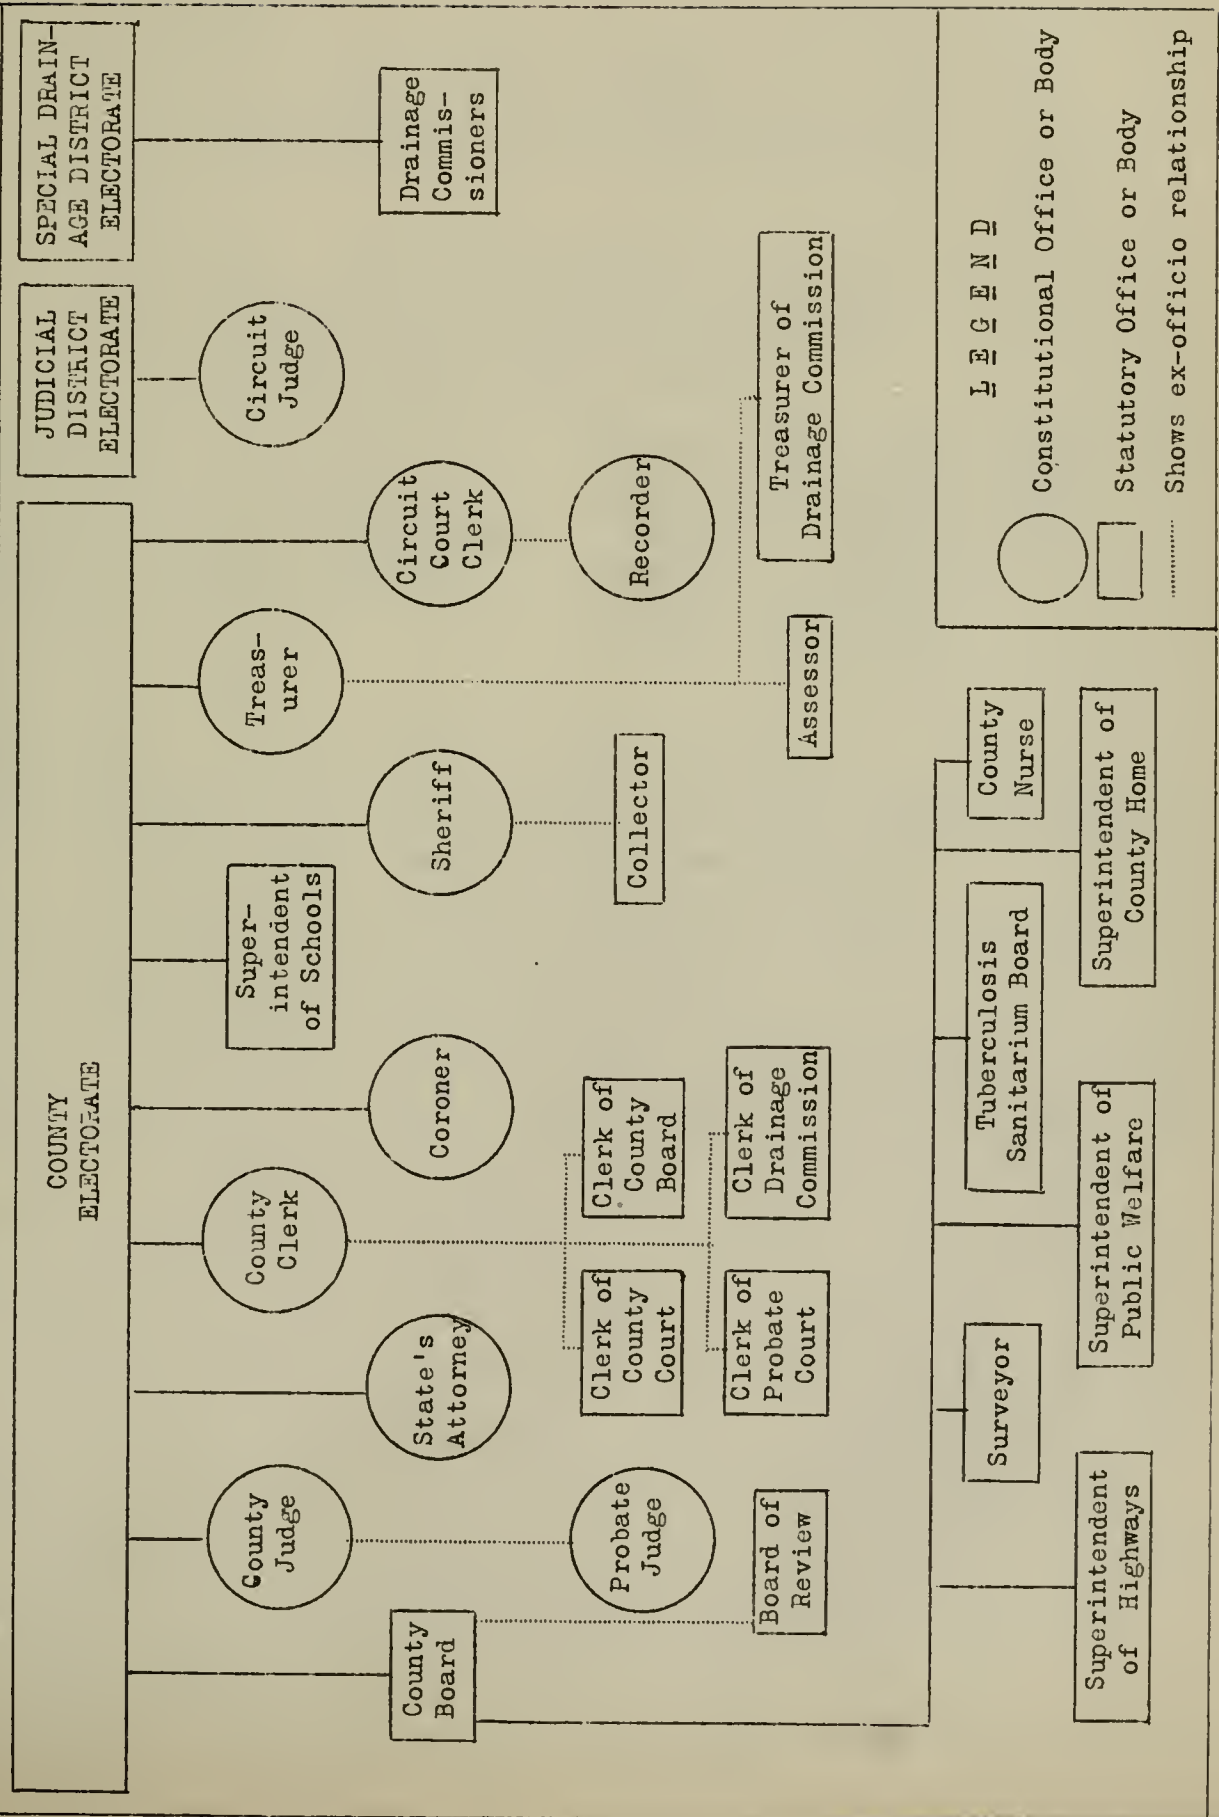 COUNTY
ELECTORATE
JUDICIAL
DISTRICT
ELECTORATE
SPECIAL DRAIN-
AGE DISTRICT
ELECTORATE
County
Board
County
Judge
State's
Attorney
County
Clerk
Coroner
Super-
intendent
of Schools
Sheriff
Treas-
urer
Circuit
Court
Clerk
Circuit
Judge
Drainage
Commis-
sioners
Probate
Judge
Board of
Review
Clerk of
County
Court
Clerk of
County
Board
Clerk of
Probate
Court
Clerk of
Drainage
Commission
Collector
Assessor
Recorder
Treasurer of
Drainage Commission
Surveyor
Tuberculosis
Sanitarium Board
County
Nurse
Superintendent
of Highways
Superintendent of
Public Welfare
Superintendent of
County Home
LEGEND
Constitutional Office or Body
Statutory Office or Body
Shows ex-officio relationship